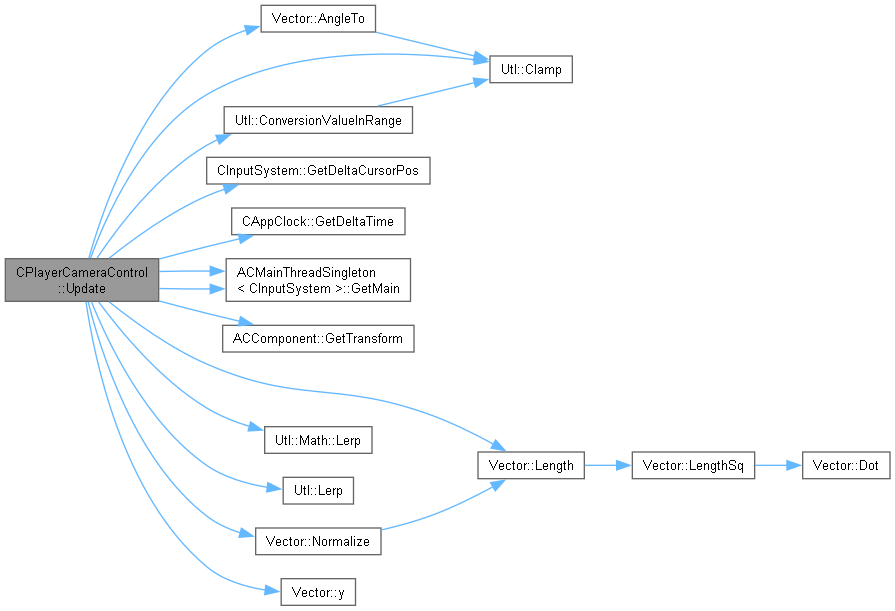 Vector::AngleTo
Utl::Clamp
Utl::ConversionValueInRange
CInputSystem::GetDeltaCursorPos
CAppClock::GetDeltaTime
CPlayerCameraControl
::Update
ACMainThreadSingleton
< CInputSystem >::GetMain
ACComponent::GetTransform
Utl::Math::Lerp
Vector::Length
Vector::LengthSq
Vector::Dot
Utl::Lerp
Vector::Normalize
Vector::y